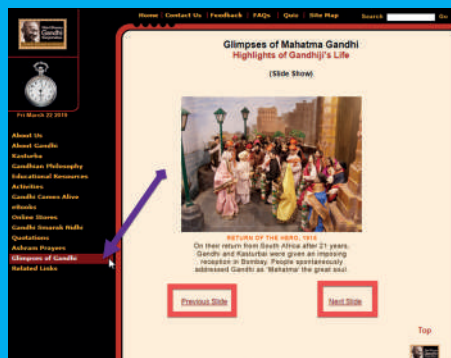 Home | Contact Us | Feedback | FAQs | Quiz | Site Map Search Go
Gandhi
Fri March 22 2019
About Us
About Gandhi
Kasturba
Gandhian Philosophy
Educational Resources
Activities
Gandhi Comes Alive
eBooks
Online Stores
Gandhi Smarak Nidhi
Quotations
Ashram Prayers
Glimpses of Gandhi
Related Links
Glimpses of Mahatma Gandhi
Highlights of Gandhiji's Life
(Slide Show)
RETURN OF THE HERO, 1915
On their return from South Africa after 21 years,
Gandhi and Kasturbai were given an imposing
reception in Bombay. People spontaneously
addressed Gandhi as 'Mahatma' the great soul
Previous Slide
Next Slide
Top